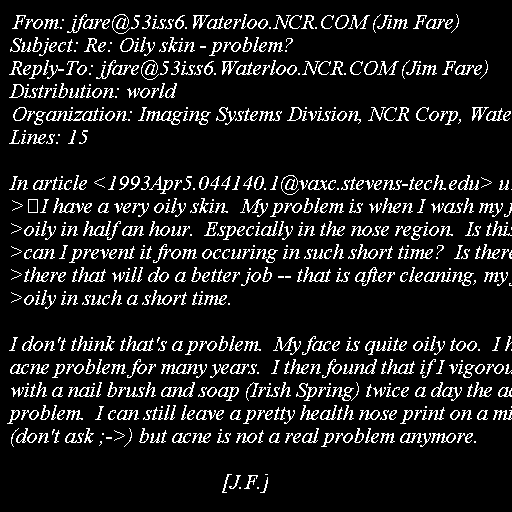 From: jfare@53iss6.Waterloo.NCR.COM (Jim Fare)
Subject: Re: Oily skin - problem?
Reply-To: jfare@53iss6.Waterloo.NCR.COM (Jim Fare)
Distribution: world
Organization: Imaging Systems Division, NCR Corp, Wate
Lines: 15

In article <1993Apr5.044140.1@vaxc.stevens-tech.edu> u
>I have a very oily skin.  My problem is when I wash my
>oily in half an hour.  Especially in the nose region.  Is this
>can I prevent it from occuring in such short time?  Is there
>there that will do a better job -- that is after cleaning, my
>oily in such a short time.

I don't think that's a problem.  My face is quite oily too.  I
acne problem for many years.  I then found that if I vigorou
with a nail brush and soap (Irish Spring) twice a day the
problem.  I can still leave a pretty health nose print on a mi
(don't ask ;->) but acne is not a real problem anymore.

[J.F.]